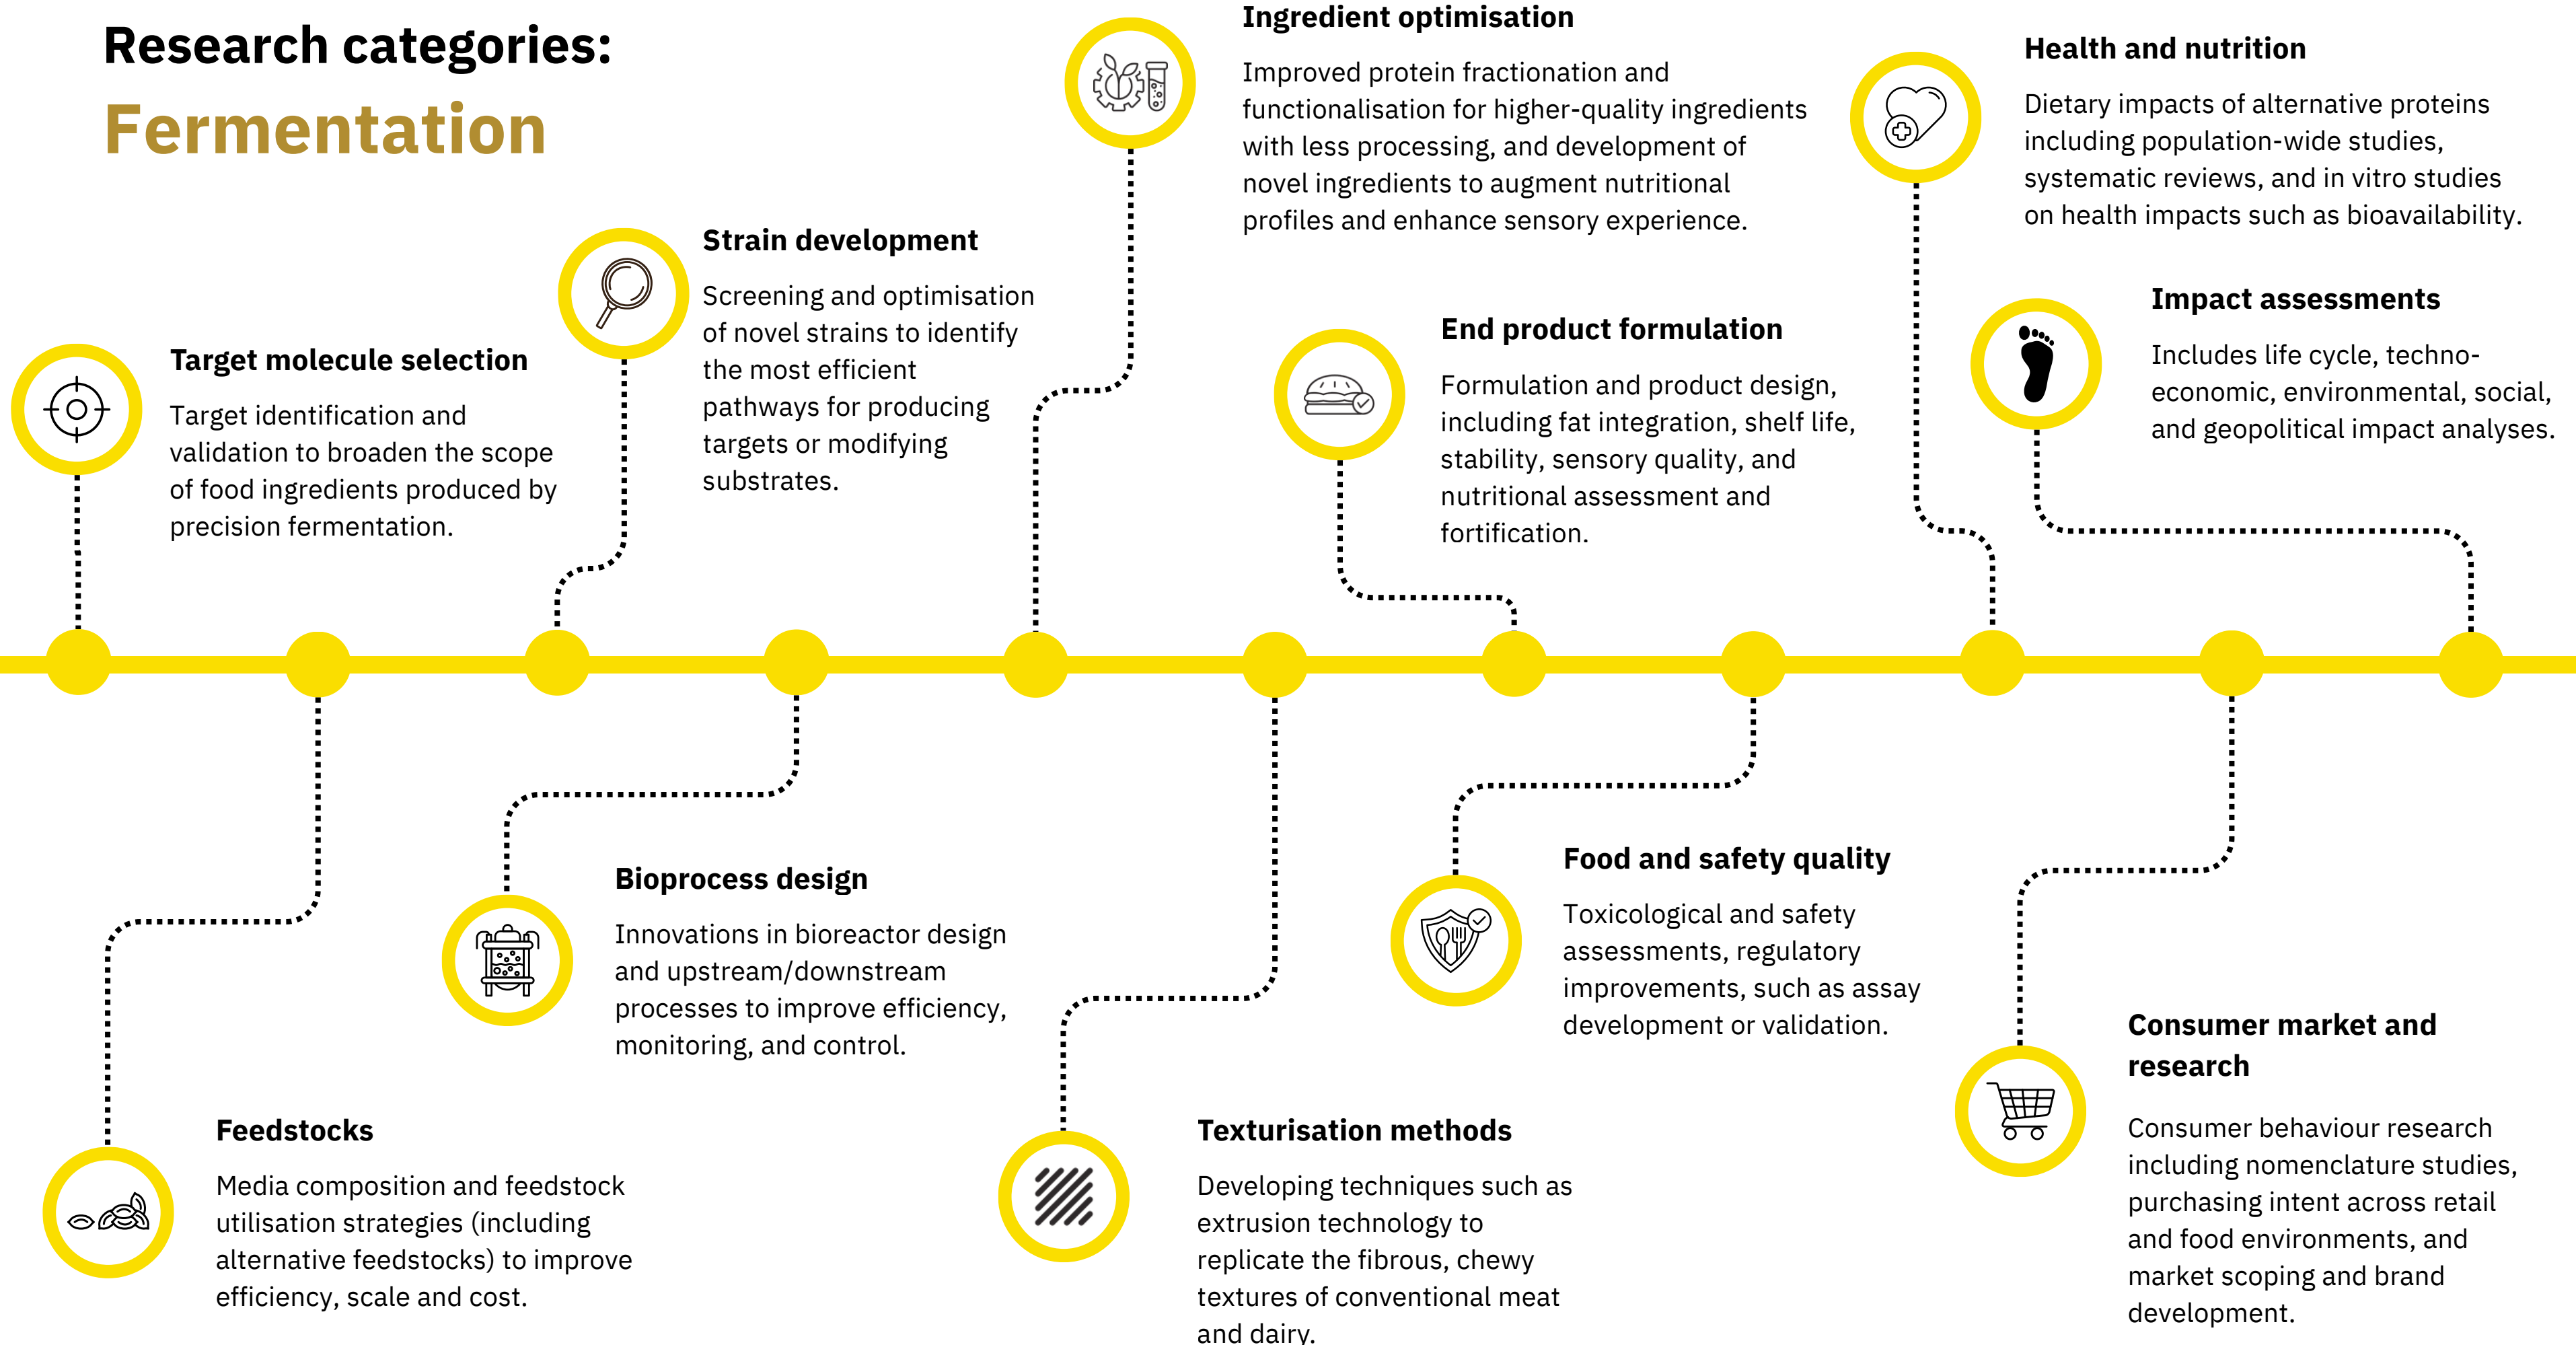 Research categories:
Fermentation
Target molecule selection
Target identification and
validation to broaden the scope
of food ingredients produced by
precision fermentation.
Strain development
Screening and optimisation
of novel strains to identify
the most efficient
pathways for producing
targets or modifying
substrates.
Ingredient optimisation
Improved protein fractionation and
functionalisation for higher-quality ingredients
with less processing, and development of
novel ingredients to augment nutritional
profiles and enhance sensory experience.
End product formulation
Formulation and product design,
including fat integration, shelf life,
stability, sensory quality, and
nutritional assessment and
fortification.
Health and nutrition
Dietary impacts of alternative proteins
including population-wide studies,
systematic reviews, and in vitro studies
on health impacts such as bioavailability.
Impact assessments
Includes life cycle, techno-
economic, environmental, social,
and geopolitical impact analyses.
Feedstocks
Media composition and feedstock
utilisation strategies (including
alternative feedstocks) to improve
efficiency, scale and cost.
Bioprocess design
Innovations in bioreactor design
and upstream/downstream
processes to improve efficiency,
monitoring, and control.
Texturisation methods
Developing techniques such as
extrusion technology to
replicate the fibrous, chewy
textures of conventional meat
and dairy.
Food and safety quality
Toxicological and safety
assessments, regulatory
improvements, such as assay
development or validation.
Consumer market and
research
Consumer behaviour research
including nomenclature studies,
purchasing intent across retail
and food environments, and
market scoping and brand
development.